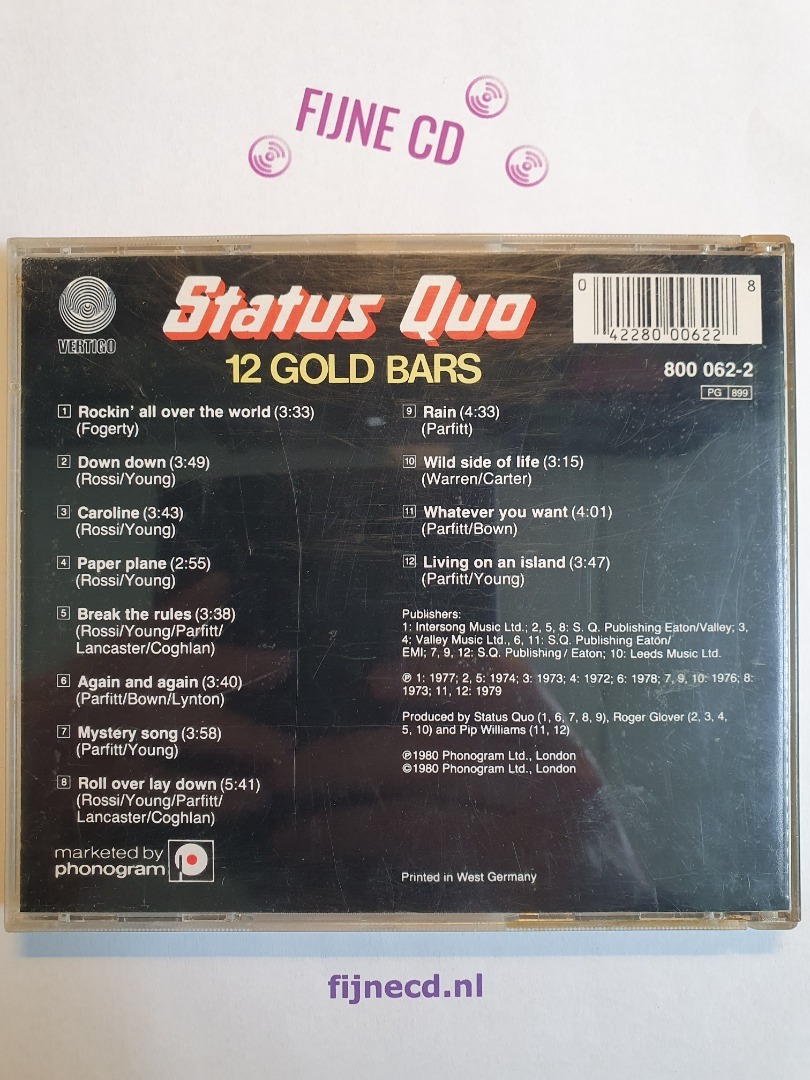 FIJNE CD
Status Quo
12 GOLD BARS
VERTIGO
0 42280 00622 8
800 062-2
PG 899
1 Rockin' all over the world (3:33)
(Fogerty)
2 Down down (3:49)
(Rossi/Young)
3 Caroline (3:43)
(Rossi/Young)
4 Paper plane (2:55)
(Rossi/Young)
5 Break the rules (3:38)
(Rossi/Young/Parfitt/
Lancaster/Coghlan)
6 Again and again (3:40)
(Parfitt/Bown/Lynton)
7 Mystery song (3:58)
(Parfitt/Young)
8 Roll over lay down (5:41)
(Rossi/Young/Parfitt/
Lancaster/Coghlan)
9 Rain (4:33)
(Parfitt)
10 Wild side of life (3:15)
(Warren/Carter)
11 Whatever you want (4:01)
(Parfitt/Bown)
12 Living on an island (3:47)
(Parfitt/Young)
Publishers:
1: Intersong Music Ltd.; 2, 5, 8: S. Q. Publishing Eaton/Valley; 3,
4: Valley Music Ltd., 6, 11: S.Q. Publishing Eaton/
EMI; 7, 9, 12: S.Q. Publishing / Eaton; 10: Leeds Music Ltd.
℗ 1: 1977; 2, 5: 1974; 3: 1973; 4: 1972; 6: 1978; 7, 9, 10: 1976; 8:
1973; 11, 12: 1979
Produced by Status Quo (1, 6, 7, 8, 9), Roger Glover (2, 3, 4,
5, 10) and Pip Williams (11, 12)
℗1980 Phonogram Ltd., London
©1980 Phonogram Ltd., London
marketed by
phonogram
p
Printed in West Germany
fijnecd.nl